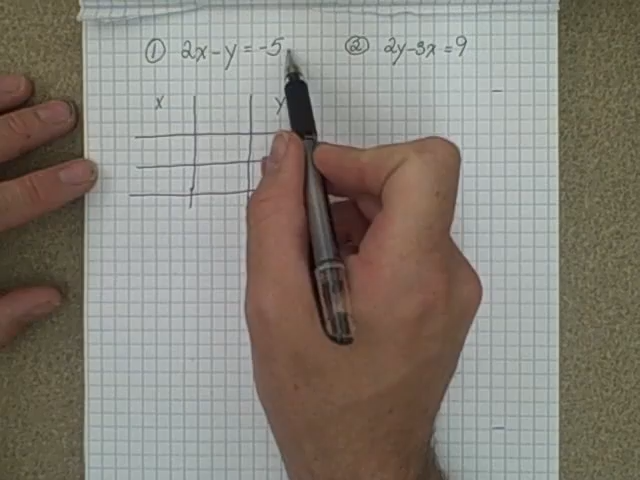 ① 2x - y = -5 ② 2y - 3x = 9
x y